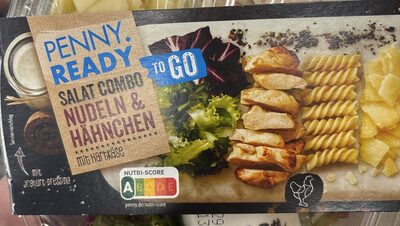 PENNY.
READY
TO GO
SALAT COMBO
NUDELN &
HÄHNCHEN
mit Hartkäse
mit
Joghurt-Dressing
Serviervorschlag
NUTRI-SCORE
A B C D E
penny.de/nutri-score